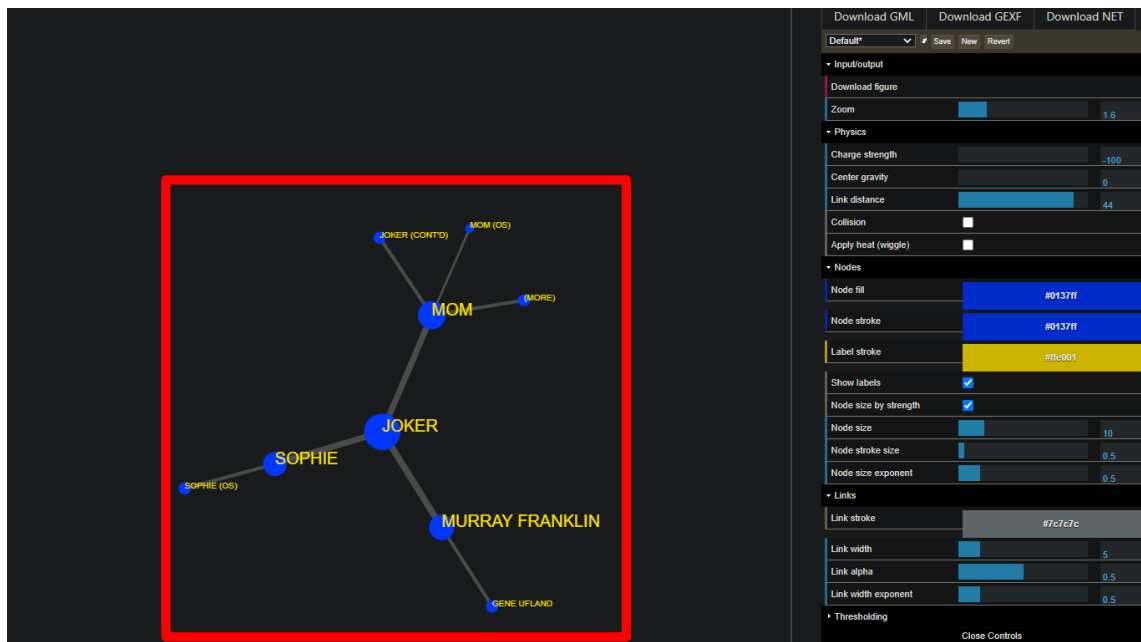 Download GML Download GEXF Download NET
Default* Save New Revert
Input/output
Download figure
Zoom 1.6
Physics
Charge strength -100
Center gravity 0
Link distance 44
Collision
Apply heat (wiggle)
Nodes
Node fill #0137ff
Node stroke #0137ff
Label stroke #ffe001
Show labels
Node size by strength
Node size 10
Node stroke size 0.5
Node size exponent 0.5
Links
Link stroke #7c7c7c
Link width 5
Link alpha 0.5
Link width exponent 0.5
Thresholding
Close Controls
MOM (OS)
JOKER (CONT'D)
(MORE)
MOM
JOKER
SOPHIE
SOPHIE (OS)
MURRAY FRANKLIN
GENE UFLAND